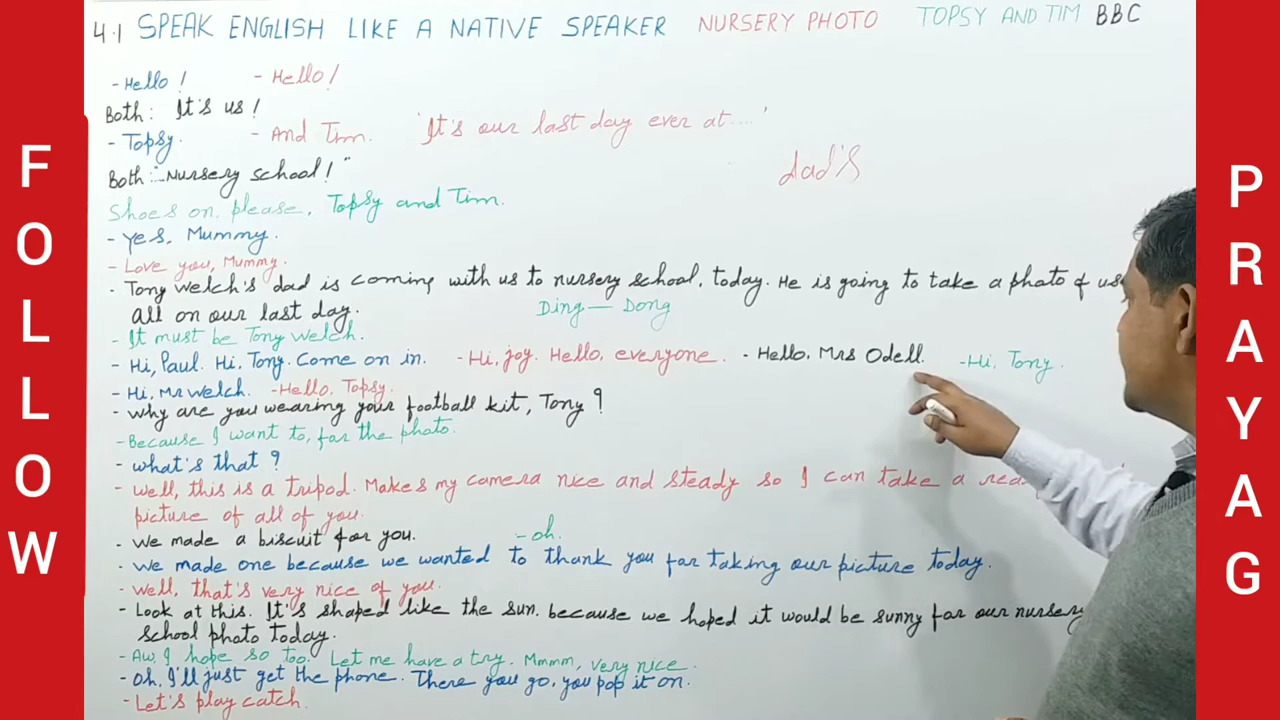 4.1 SPEAK ENGLISH LIKE A NATIVE SPEAKER NURSERY PHOTO TOPSY AND TIM BBC
- Hello! - Hello!
Both: It's us!
- Topsy. - And Tim. "It's our last day ever at....."
dad's
Both: "Nursery school!"
Shoes on, please, Topsy and Tim.
- Yes, Mummy.
- Love you, Mummy.
- Tony Welch's dad is coming with us to nursery school, today. He is going to take a photo of us
all on our last day. Ding — Dong
- It must be Tony Welch.
- Hi, Paul. Hi, Tony. Come on in. - Hi, joy. Hello, everyone. - Hello, Mrs Odell. - Hi, Tony.
- Hi, Mr Welch. - Hello, Topsy.
- Why are you wearing your football kit, Tony?
- Because I want to, for the photo.
- What's that?
- Well, this is a tripod. Makes my camera nice and steady so I can take a
picture of all of you.
- We made a biscuit for you. - Oh.
- We made one because we wanted to thank you for taking our picture today.
- Well, that's very nice of you.
- Look at this. It's shaped like the sun. because we hoped it would be sunny for our nursery
school photo today.
- Aw, I hope so too. Let me have a try. Mmmm, very nice.
- Oh, I'll just get the phone. There you go, you pop it on.
- Let's play catch.
FOLLOW
PRAYAG